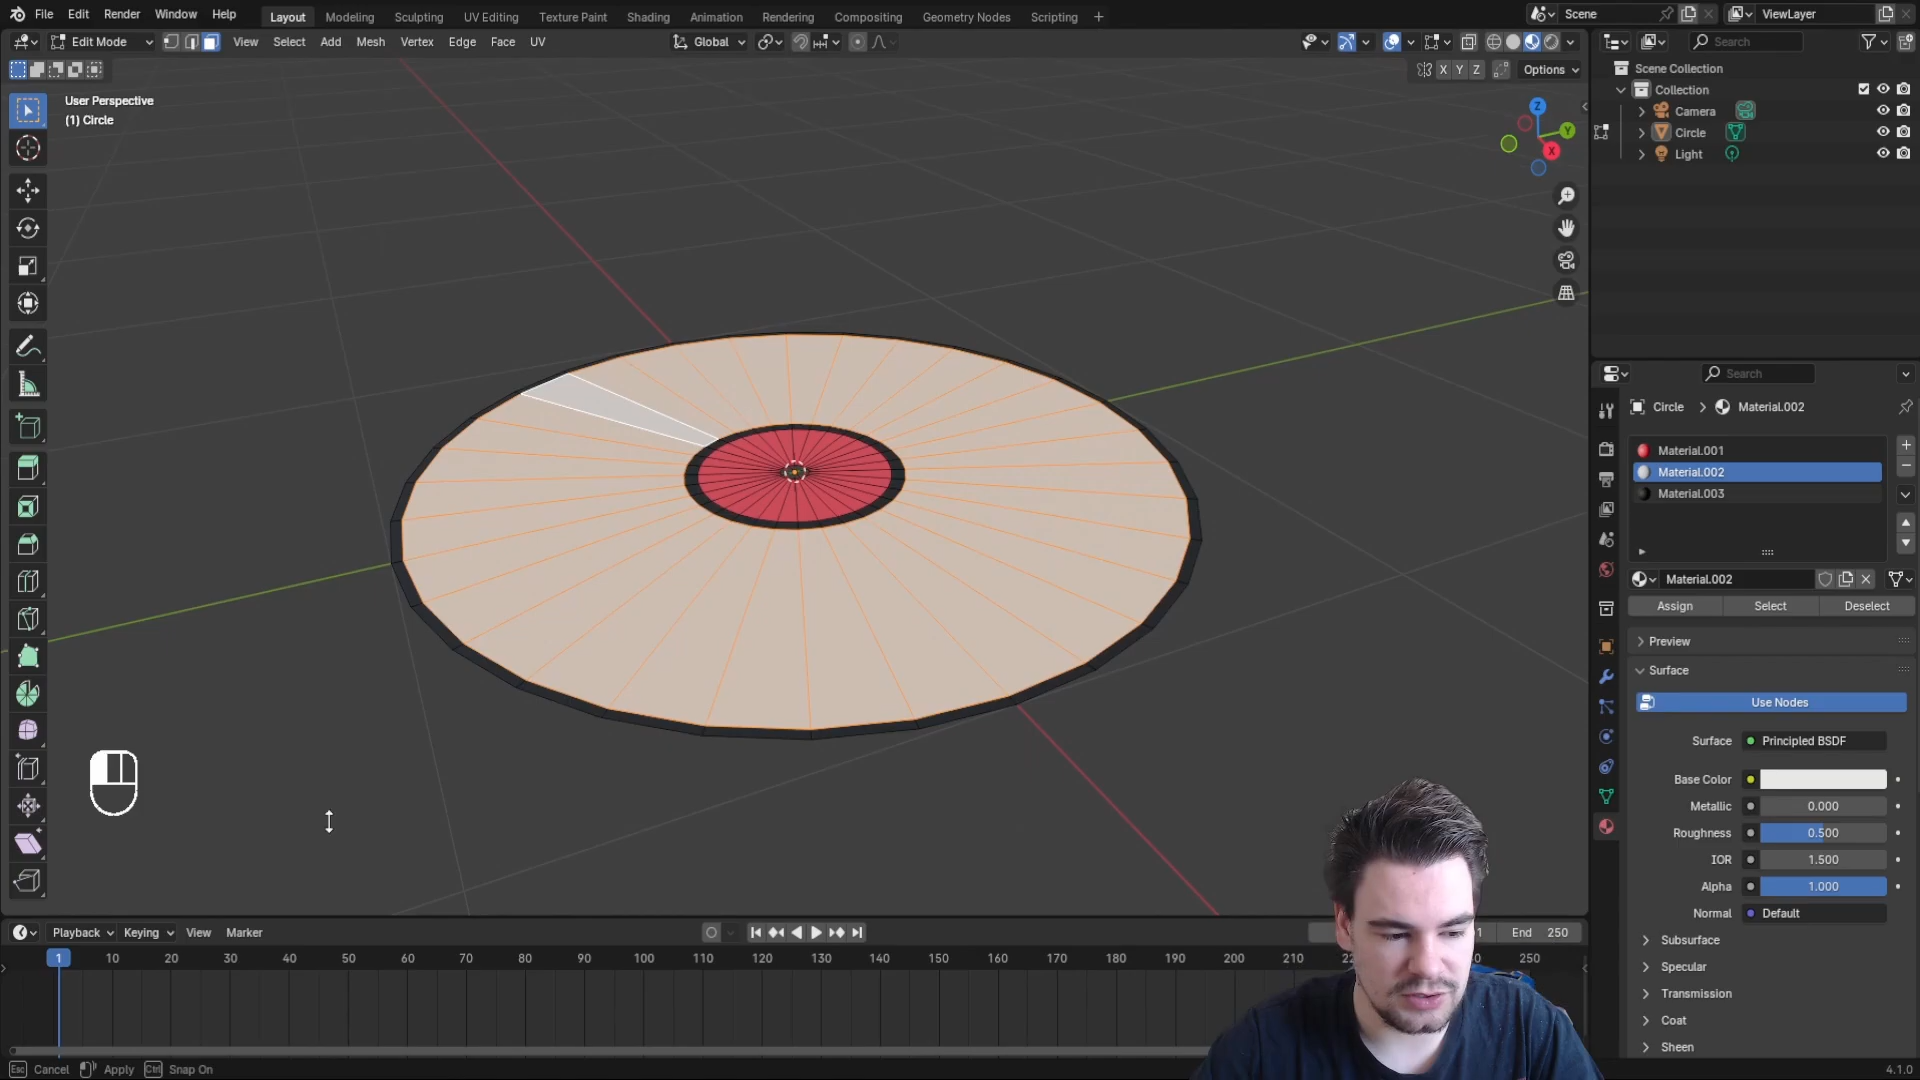 File Edit Render Window Help Layout Modeling Sculpting UV Editing Texture Paint Shading Animation Rendering Compositing Geometry Nodes Scripting + Scene ViewLayer
Edit Mode View Select Add Mesh Vertex Edge Face UV Global Search
X Y Z Options
Scene Collection
Collection
Camera
Circle
Light
User Perspective
(1) Circle
Z
Y
X
Search
Circle > Material.002
Material.001
Material.002
Material.003
Material.002
Assign Select Deselect
Preview
Surface
Use Nodes
Surface Principled BSDF
Base Color
Metallic 0.000
Roughness 0.500
IOR 1.500
Alpha 1.000
Normal Default
Subsurface
Specular
Transmission
Coat
Sheen
Playback Keying View Marker 1 End 250
1 10 20 30 40 50 60 70 80 90 100 110 120 130 140 150 160 170 180 190 200 210 250
Esc Cancel Apply Ctrl Snap On 4.1.0